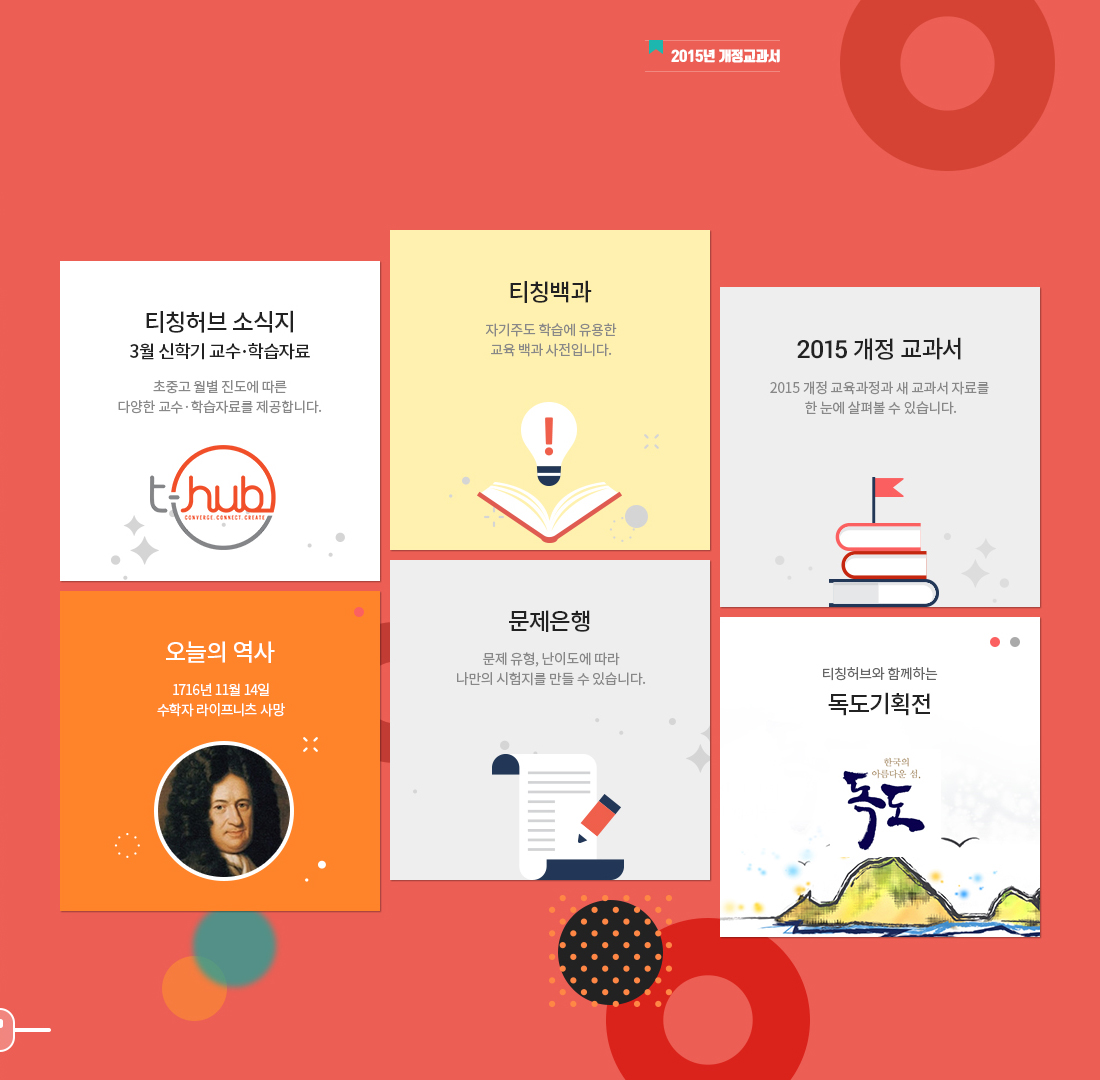 2015년 개정교과서
티칭허브 소식지
3월 신학기 교수·학습자료
초중고 월별 진도에 따른
다양한 교수·학습자료를 제공합니다.
t-hub
CONVERGE.CONNECT.CREATE
티칭백과
자기주도 학습에 유용한
교육 백과 사전입니다.
2015 개정 교과서
2015 개정 교육과정과 새 교과서 자료를
한 눈에 살펴볼 수 있습니다.
오늘의 역사
1716년 11월 14일
수학자 라이프니츠 사망
문제은행
문제 유형, 난이도에 따라
나만의 시험지를 만들 수 있습니다.
티칭허브와 함께하는
독도기획전
한국의
아름다운 섬,
독도